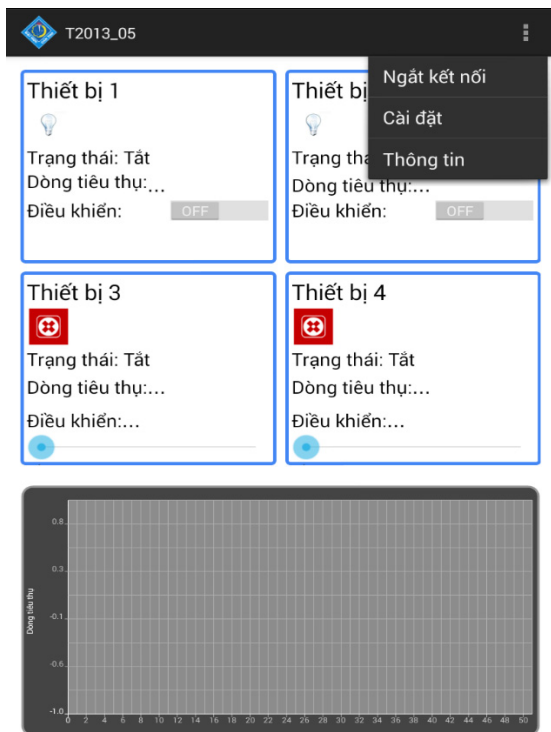 T2013_05
Ngắt kết nối
Cài đặt
Thông tin
Thiết bị 1
Trạng thái: Tắt
Dòng tiêu thụ:...
Điều khiển: OFF
Thiết bị
Trạng thá
Dòng tiêu thụ:...
Điều khiển: OFF
Thiết bị 3
Trạng thái: Tắt
Dòng tiêu thụ:...
Điều khiển:...
Thiết bị 4
Trạng thái: Tắt
Dòng tiêu thụ:...
Điều khiển:...
Dòng tiêu thụ
0.8
0.3
-0.1
-0.6
-1.0
0 2 4 6 8 10 12 14 16 18 20 22 24 26 28 30 32 34 36 38 40 42 44 46 48 50